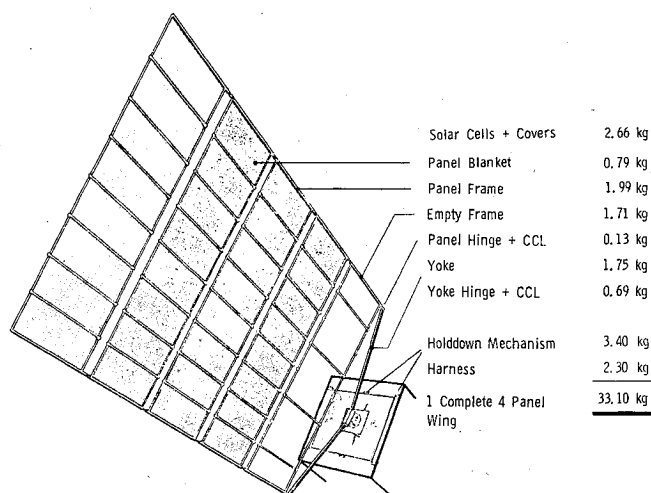 Solar Cells + Covers 2.66 kg
Panel Blanket 0.79 kg
Panel Frame 1.99 kg
Empty Frame 1.71 kg
Panel Hinge + CCL 0.13 kg
Yoke 1.75 kg
Yoke Hinge + CCL 0.69 kg
Holddown Mechanism 3.40 kg
Harness 2.30 kg
1 Complete 4 Panel 33.10 kg
Wing